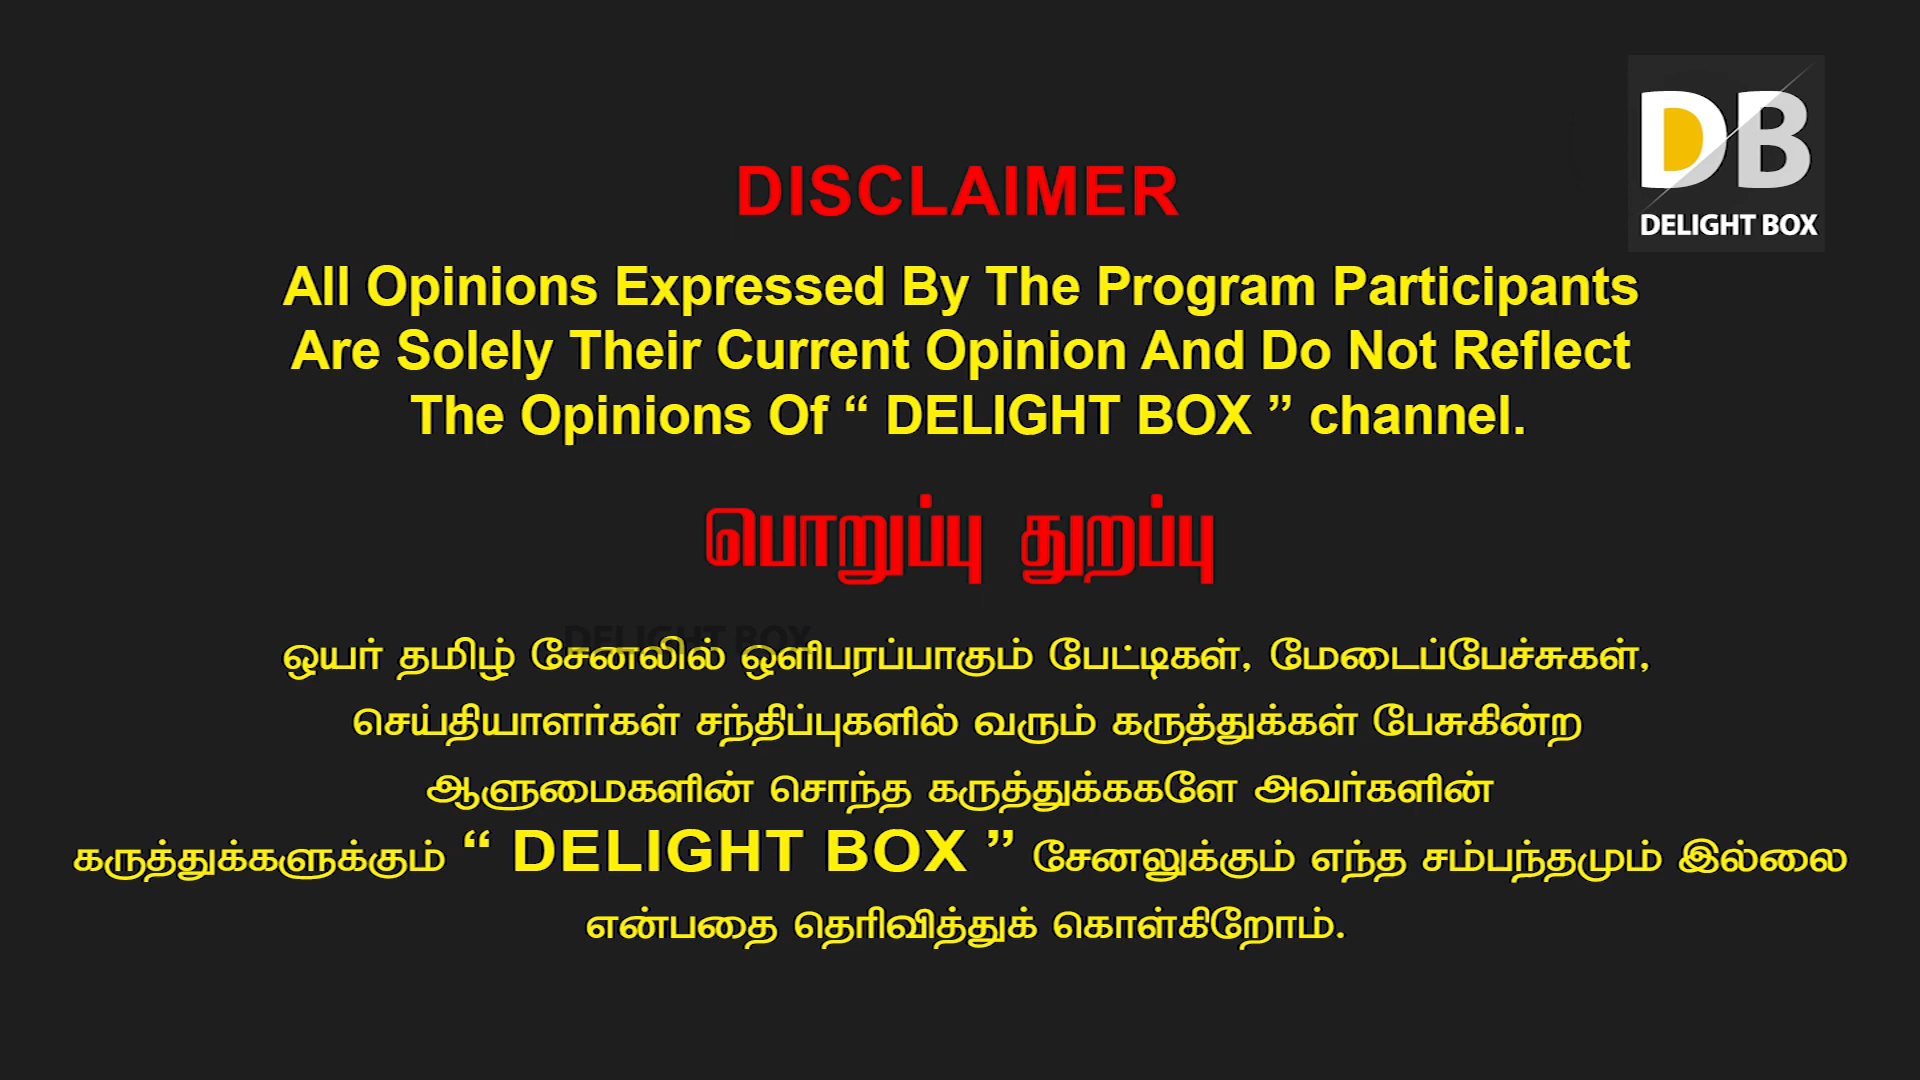 DB
DELIGHT BOX
DISCLAIMER
All Opinions Expressed By The Program Participants
Are Solely Their Current Opinion And Do Not Reflect
The Opinions Of “ DELIGHT BOX ” channel.
பொறுப்பு துறப்பு
DELIGHT BOX
ஒயர் தமிழ் சேனலில் ஒளிபரப்பாகும் பேட்டிகள், மேடைப்பேச்சுகள்,
செய்தியாளர்கள் சந்திப்புகளில் வரும் கருத்துக்கள் பேசுகின்ற
ஆளுமைகளின் சொந்த கருத்துக்ககளே அவர்களின்
கருத்துக்களுக்கும் “ DELIGHT BOX ” சேனலுக்கும் எந்த சம்பந்தமும் இல்லை
என்பதை தெரிவித்துக் கொள்கிறோம்.